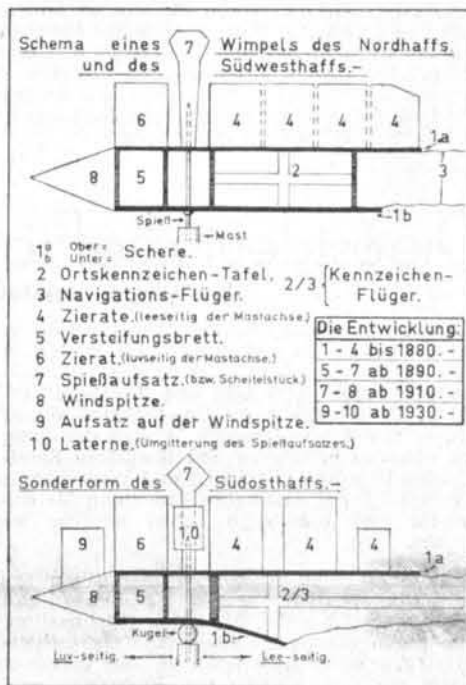 Schema eines Wimpels des Nordhaffs,
und des Südwesthaffs.-
7
6 4 4 4 4
1a
8 5 2 3
1b
Spieß
Mast
1 a Ober= b Unter= Schere.
2 Ortskennzeichen-Tafel.
3 Navigations-Flüger.
2/3 { Kennzeichen-Flüger.
4 Zierate.(leeseitig der Mastachse.)
5 Versteifungsbrett.
6 Zierat.(luvseitig der Mastachse.)
7 Spießaufsatz.(bzw. Scheitelstück.)
8 Windspitze.
9 Aufsatz auf der Windspitze.
10 Laterne.(Umgitterung des Spießaufsatzes.)
Die Entwicklung:
1 - 4 bis 1880.-
5 - 7 ab 1890.-
7 - 8 ab 1910.-
9 - 10 ab 1930.-
Sonderform des Südosthaffs.-
7
9 6 10 4 4 4
1a
8 5 2/3
Kugel
1b.
Luv-seitig. Lee-seitig.